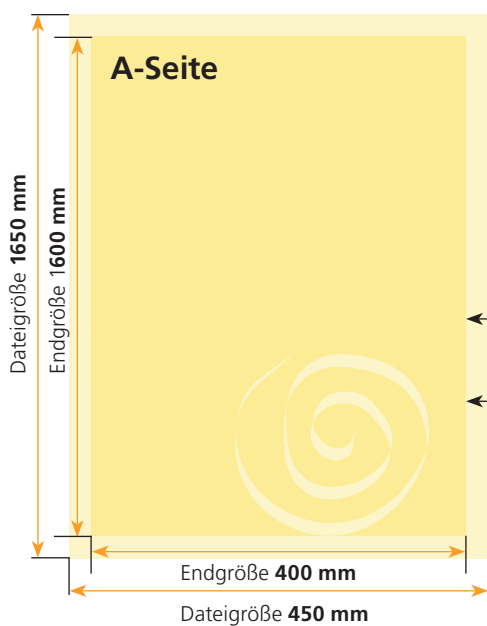 A-Seite
Dateigröße 1650 mm
Endgröße 1600 mm
Endgröße 400 mm
Dateigröße 450 mm